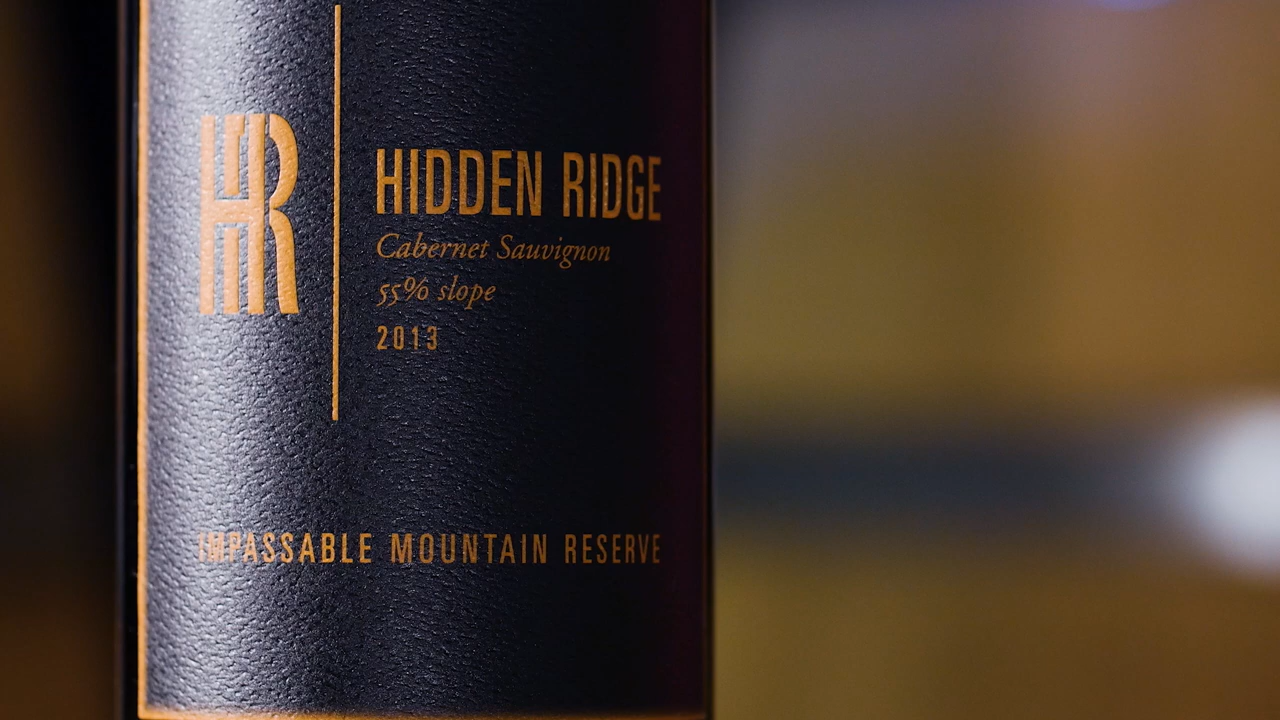 HR
HIDDEN RIDGE
Cabernet Sauvignon
55% slope
2013
IMPASSABLE MOUNTAIN RESERVE